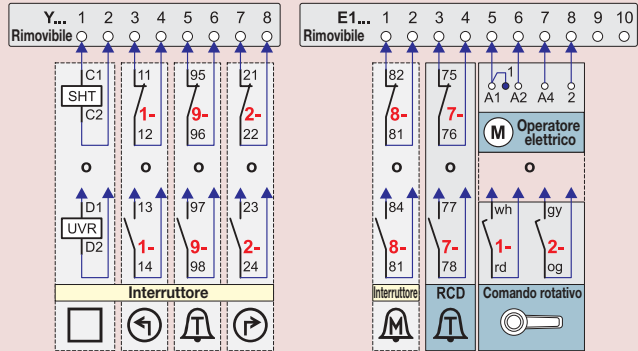 Y... 1 2 3 4 5 6 7 8
Rimovibile
E1... 1 2 3 4 5 6 7 8 9 10
Rimovibile
C1 11 95 21
SHT 1- 9- 2-
C2 12 96 22
o o o o
D1 13 97 23
UVR 1- 9- 2-
D2 14 98 24
Interruttore
T
82 75 1
8- 7- A1 A2 A4 2
81 76 M Operatore
elettrico
o o o
84 77 wh gy
8- 7- 1- 2-
81 78 rd og
Interruttore RCD Comando rotativo
M T